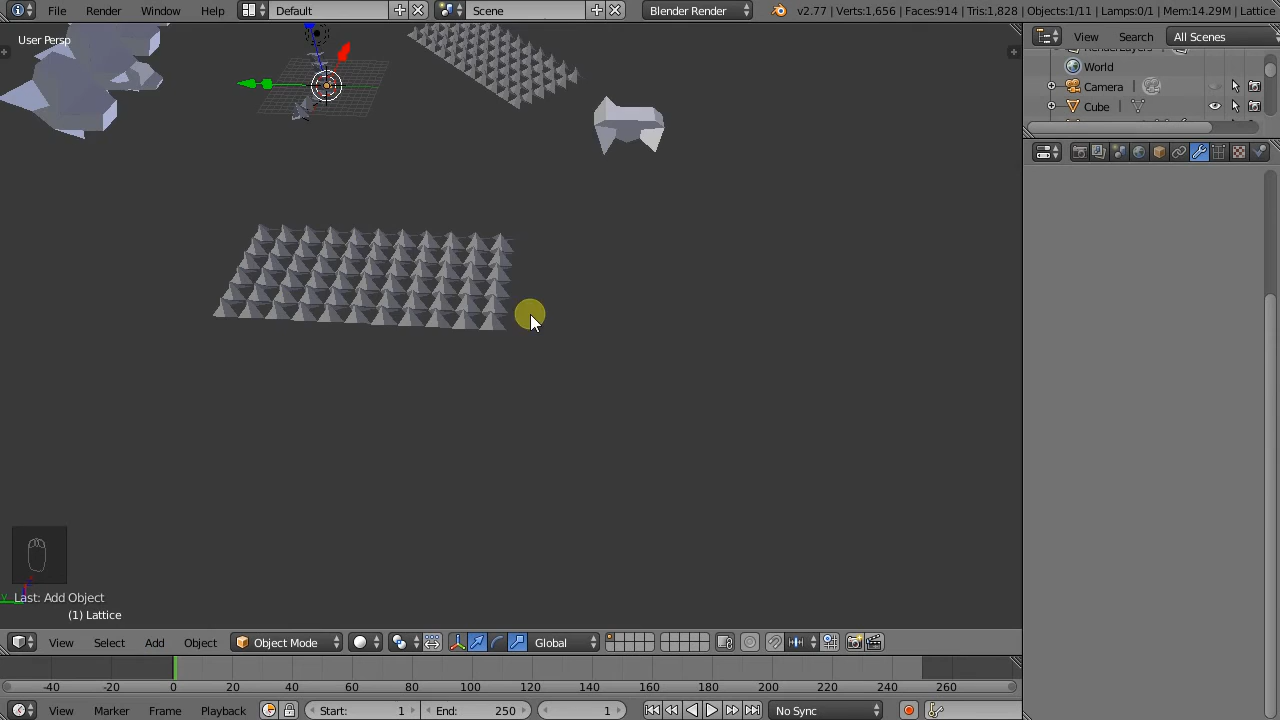 File Render Window Help Default Scene Blender Render v2.77 | Verts:1,659 | Faces:914 | Tris:1,828 | Objects:1/11 | Lamps:0/1 | Mem:14.29M | Lattice
User Persp
View Search All Scenes
World
Camera
Cube
Last: Add Object
(1) Lattice
View Select Add Object Object Mode Global
-40 -20 0 20 40 60 80 100 120 140 160 180 200 220 240 260
View Marker Frame Playback Start: 1 End: 250 1 No Sync